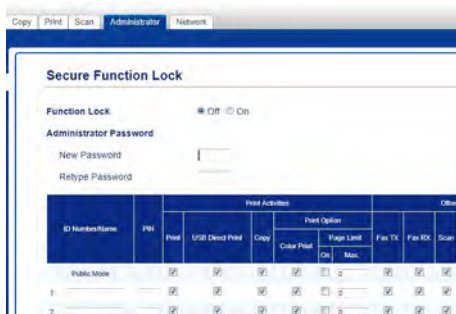 Copy Print Scan Administrator Network
Secure Function Lock
Function Lock Off On
Administrator Password
New Password
Retype Password
Print Activities Othe
Print Option
ID Number/Name PIN Print USB Direct Print Copy Color Print Page Limit Fax TX Fax RX Scan
On Max.
Public Mode 0
1 0
2 0